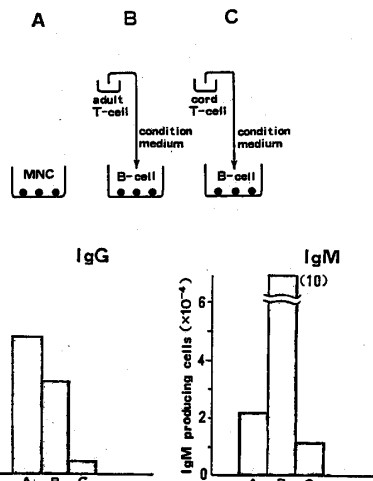 A B C
adult
T-cell
cord
T-cell
condition
medium
condition
medium
MNC
B-cell
B-cell
IgG
IgM
(10)
IgM producing cells (×10⁻⁴)
6
4
2
0
A
B
C
A